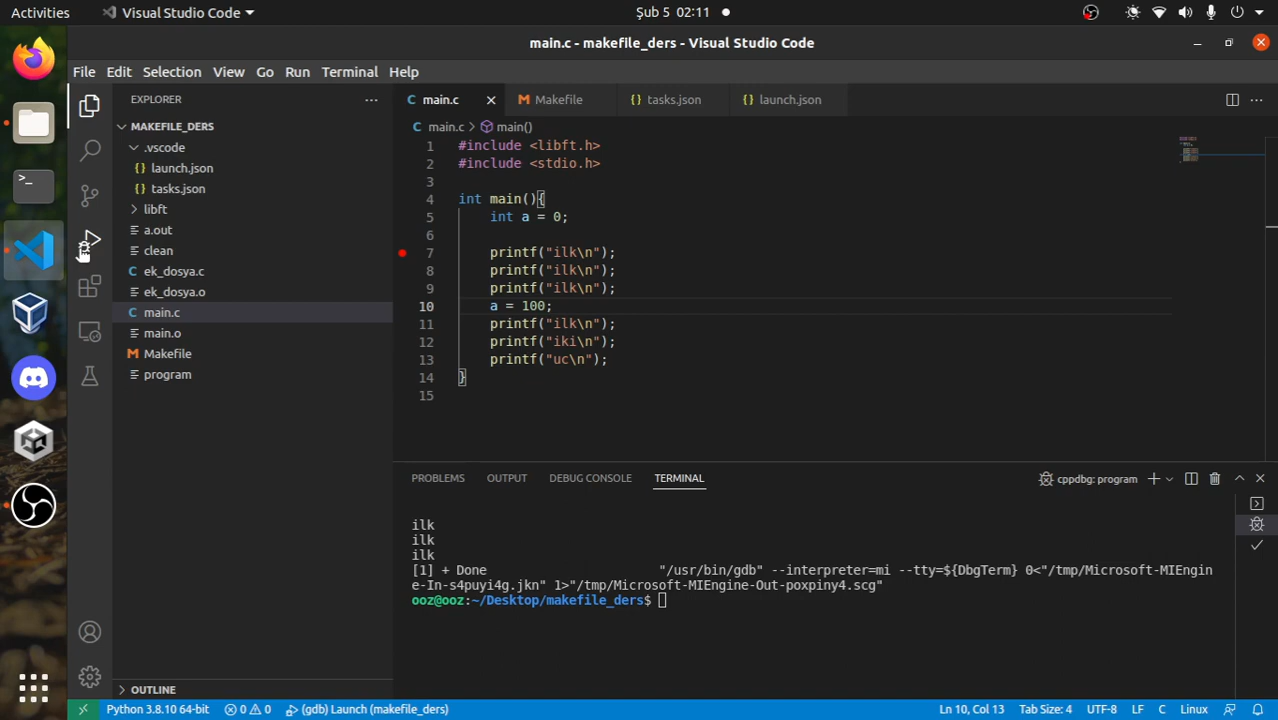 Activities
Visual Studio Code
Şub 5 02:11
main.c - makefile_ders - Visual Studio Code
File Edit Selection View Go Run Terminal Help
EXPLORER
MAKEFILE_DERS
.vscode
launch.json
tasks.json
libft
a.out
clean
ek_dosya.c
ek_dosya.o
main.c
main.o
Makefile
program
OUTLINE
main.c
Makefile
tasks.json
launch.json
main.c > main()
1 #include <libft.h>
2 #include <stdio.h>
3
4 int main(){
5 int a = 0;
6
7 printf("ilk\n");
8 printf("ilk\n");
9 printf("ilk\n");
10 a = 100;
11 printf("ilk\n");
12 printf("iki\n");
13 printf("uc\n");
14 }
15
PROBLEMS OUTPUT DEBUG CONSOLE TERMINAL
cppdbg: program
ilk
ilk
ilk
[1] + Done "/usr/bin/gdb" --interpreter=mi --tty=${DbgTerm} 0<"/tmp/Microsoft-MIEngin
e-In-s4puyi4g.jkn" 1>"/tmp/Microsoft-MIEngine-Out-poxpiny4.scg"
ooz@ooz:~/Desktop/makefile_ders$
Python 3.8.10 64-bit 0 0 (gdb) Launch (makefile_ders) Ln 10, Col 13 Tab Size: 4 UTF-8 LF C Linux